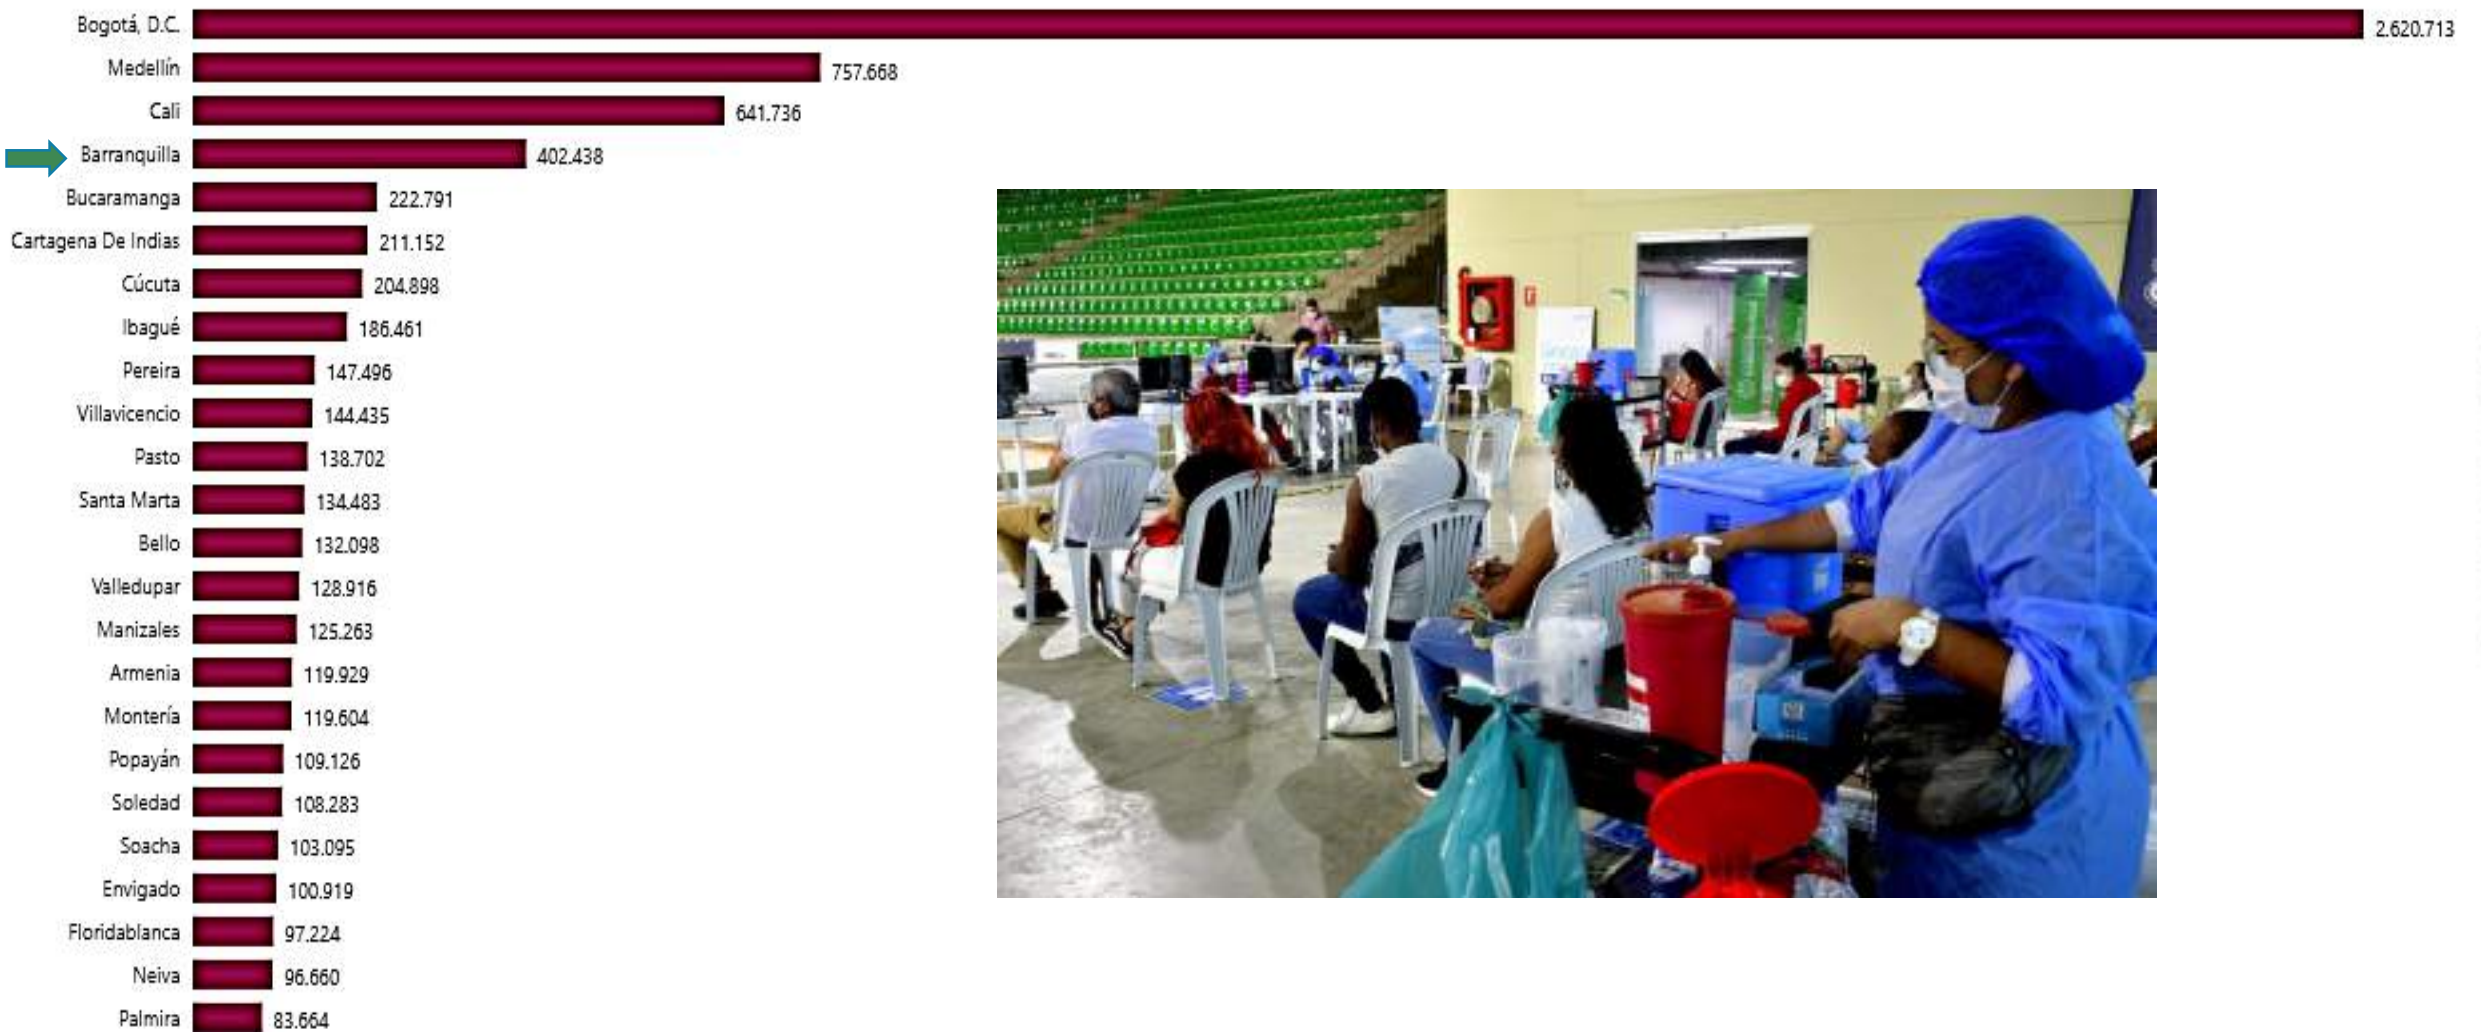 Bogotá, D.C. 2.620.713
Medellín 757.668
Cali 641.736
Barranquilla 402.438
Bucaramanga 222.791
Cartagena De Indias 211.152
Cúcuta 204.898
Ibagué 186.461
Pereira 147.496
Villavicencio 144.435
Pasto 138.702
Santa Marta 134.483
Bello 132.098
Valledupar 128.916
Manizales 125.263
Armenia 119.929
Montería 119.604
Popayán 109.126
Soledad 108.283
Soacha 103.095
Envigado 100.919
Floridablanca 97.224
Neiva 96.660
Palmira 83.664